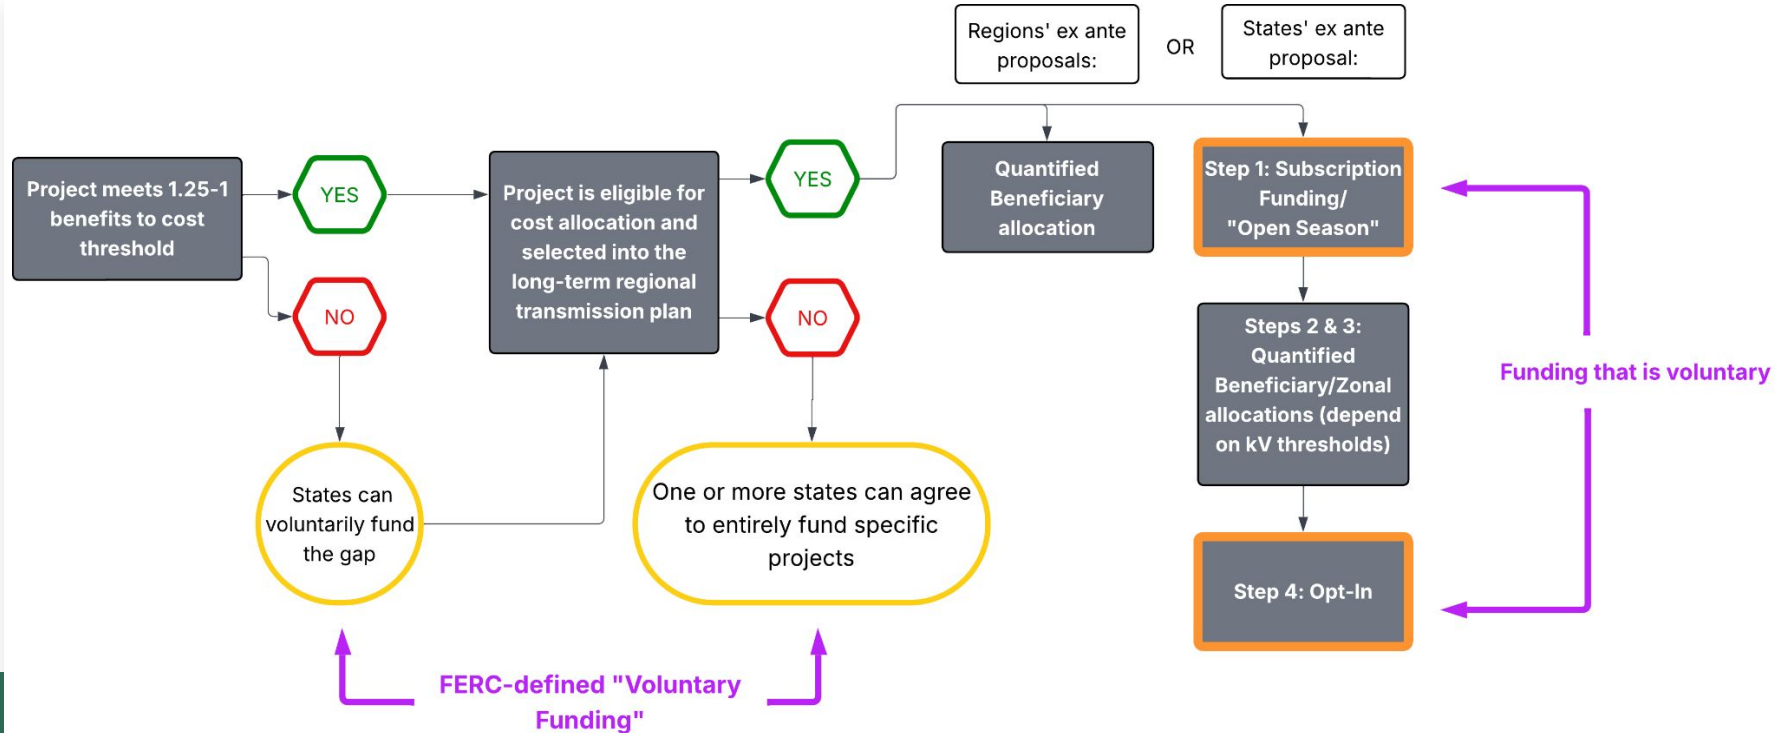 Regions' ex ante
proposals:
OR
States' ex ante
proposal:
Project meets 1.25-1
benefits to cost
threshold
YES
NO
Project is eligible for
cost allocation and
selected into the
long-term regional
transmission plan
YES
NO
Quantified
Beneficiary
allocation
Step 1: Subscription
Funding/
"Open Season"
Steps 2 & 3:
Quantified
Beneficiary/Zonal
allocations (depend
on kV thresholds)
Step 4: Opt-In
Funding that is voluntary
States can
voluntarily fund
the gap
One or more states can agree
to entirely fund specific
projects
FERC-defined "Voluntary
Funding"